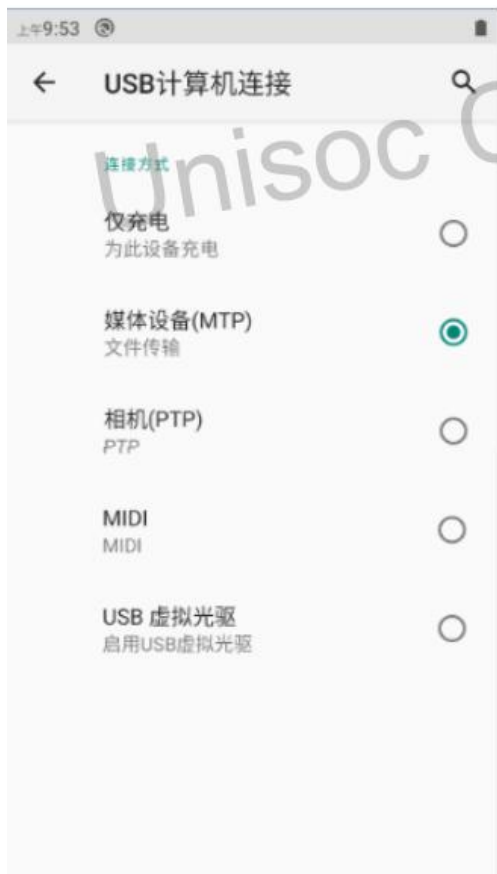 上午9:53
USB计算机连接
Unisoc C
连接方式
仅充电
为此设备充电
媒体设备(MTP)
文件传输
相机(PTP)
PTP
MIDI
MIDI
USB 虚拟光驱
启用USB虚拟光驱